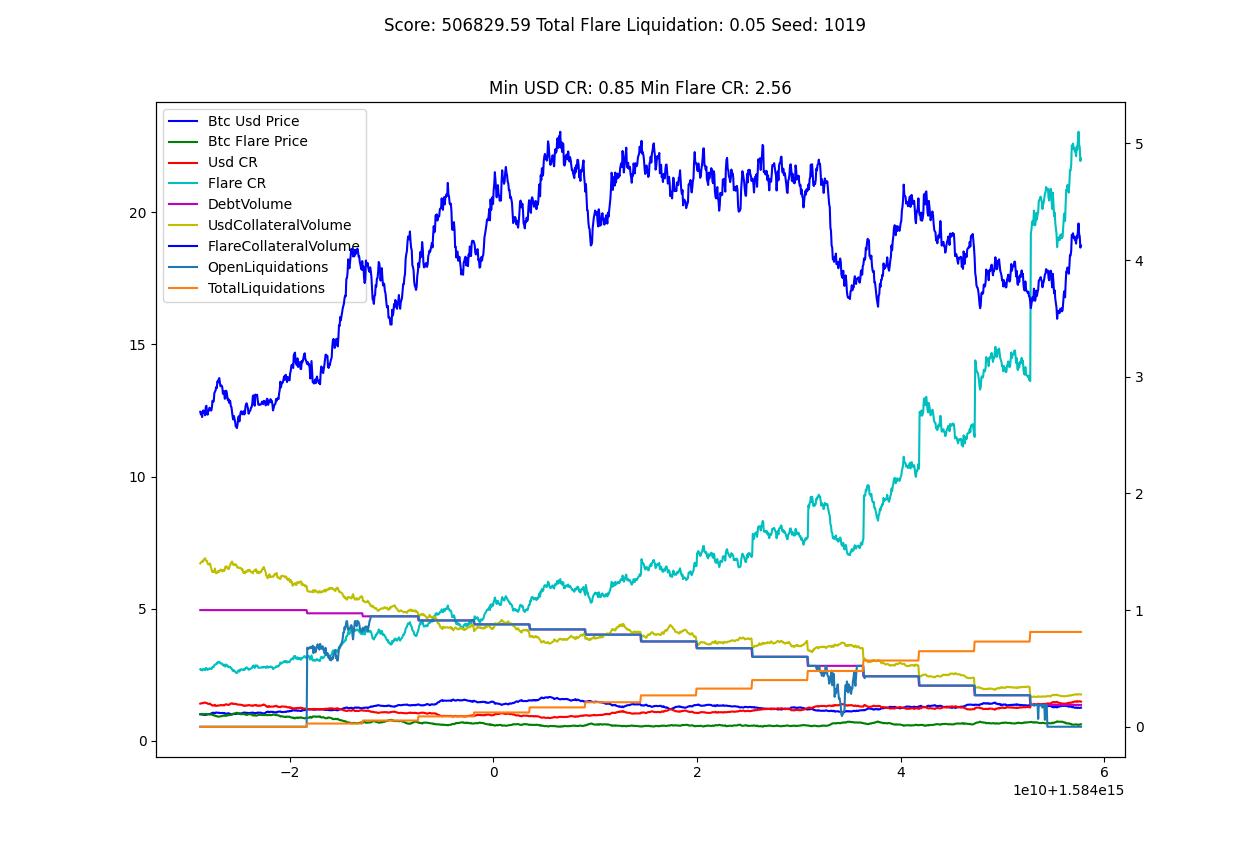 Score: 506829.59 Total Flare Liquidation: 0.05 Seed: 1019
Min USD CR: 0.85 Min Flare CR: 2.56
Btc Usd Price
Btc Flare Price
Usd CR
Flare CR
DebtVolume
UsdCollateralVolume
FlareCollateralVolume
OpenLiquidations
TotalLiquidations
20
15
10
5
0
5
4
3
2
1
0
−2
0
2
4
6
1e10+1.584e15